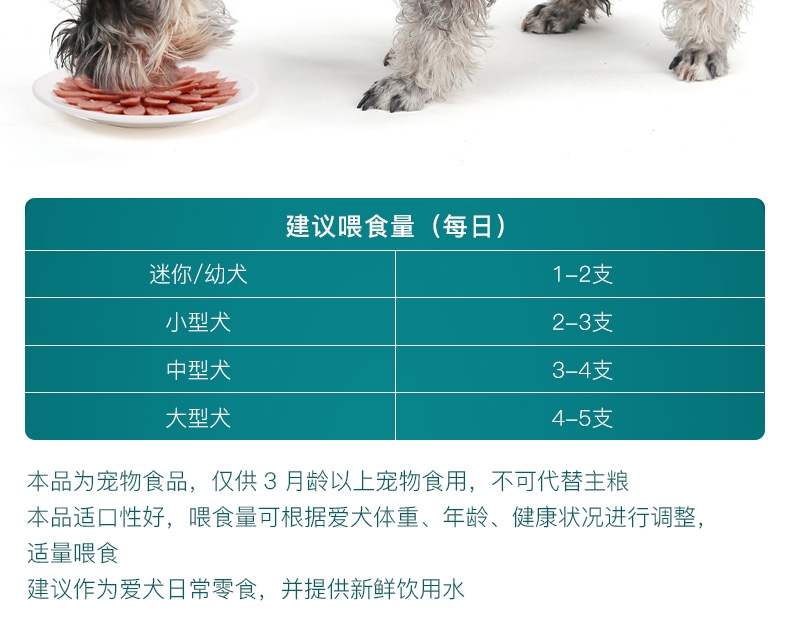 建议喂食量（每日）
迷你/幼犬 1-2支
小型犬 2-3支
中型犬 3-4支
大型犬 4-5支
本品为宠物食品，仅供 3 月龄以上宠物食用，不可代替主粮
本品适口性好，喂食量可根据爱犬体重、年龄、健康状况进行调整，
适量喂食
建议作为爱犬日常零食，并提供新鲜饮用水